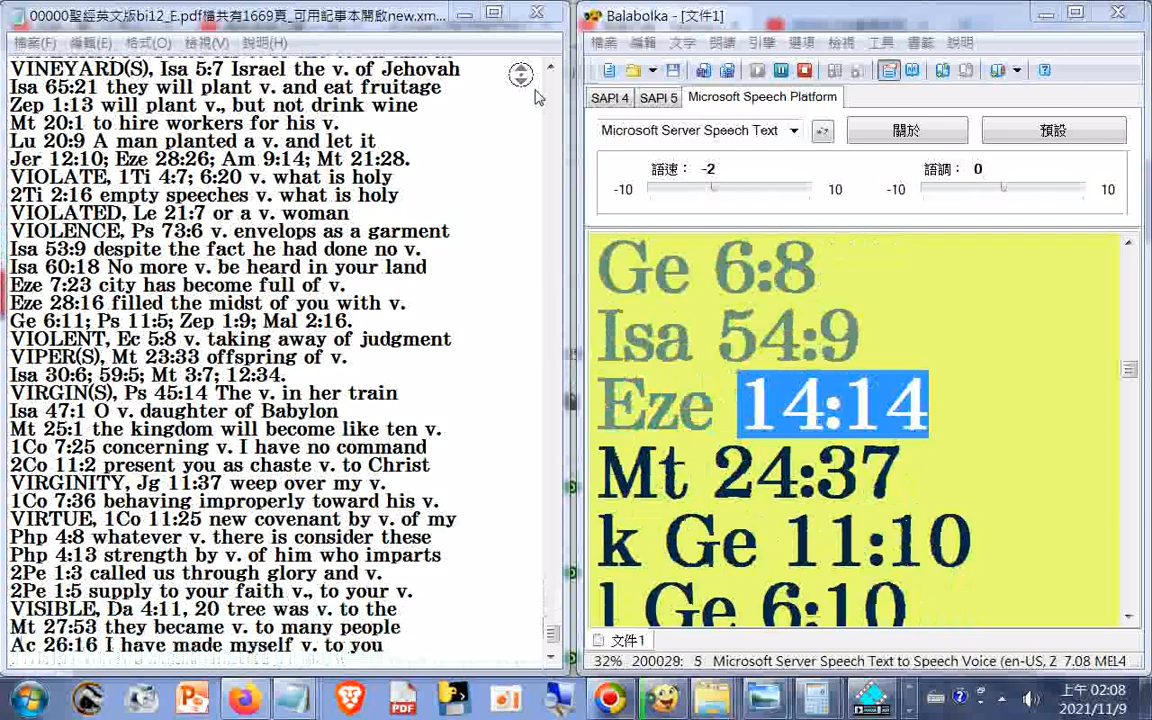 00000聖經英文版bi12_E.pdf檔共有1669頁_可用記事本開啟new.xm...
檔案(F) 編輯(E) 格式(O) 檢視(V) 說明(H)
VINEYARD(S), Isa 5:7 Israel the v. of Jehovah
Isa 65:21 they will plant v. and eat fruitage
Zep 1:13 will plant v., but not drink wine
Mt 20:1 to hire workers for his v.
Lu 20:9 A man planted a v. and let it
Jer 12:10; Eze 28:26; Am 9:14; Mt 21:28.
VIOLATE, 1Ti 4:7; 6:20 v. what is holy
2Ti 2:16 empty speeches v. what is holy
VIOLATED, Le 21:7 or a v. woman
VIOLENCE, Ps 73:6 v. envelops as a garment
Isa 53:9 despite the fact he had done no v.
Isa 60:18 No more v. be heard in your land
Eze 7:23 city has become full of v.
Eze 28:16 filled the midst of you with v.
Ge 6:11; Ps 11:5; Zep 1:9; Mal 2:16.
VIOLENT, Ec 5:8 v. taking away of judgment
VIPER(S), Mt 23:33 offspring of v.
Isa 30:6; 59:5; Mt 3:7; 12:34.
VIRGIN(S), Ps 45:14 The v. in her train
Isa 47:1 O v. daughter of Babylon
Mt 25:1 the kingdom will become like ten v.
1Co 7:25 concerning v. I have no command
2Co 11:2 present you as chaste v. to Christ
VIRGINITY, Jg 11:37 weep over my v.
1Co 7:36 behaving improperly toward his v.
VIRTUE, 1Co 11:25 new covenant by v. of my
Php 4:8 whatever v. there is consider these
Php 4:13 strength by v. of him who imparts
2Pe 1:3 called us through glory and v.
2Pe 1:5 supply to your faith v., to your v.
VISIBLE, Da 4:11, 20 tree was v. to the
Mt 27:53 they became v. to many people
Ac 26:16 I have made myself v. to you
Balabolka - [文件1]
檔案 編輯 文字 朗讀 引擎 選項 檢視 工具 書籤 說明
SAPI 4 SAPI 5 Microsoft Speech Platform
Microsoft Server Speech Text 關於 預設
語速： -2 語調： 0
-10 10 -10 10
Ge 6:8
Isa 54:9
Eze 14:14
Mt 24:37
k Ge 11:10
l Ge 6:10
文件1
32% 200029: 5 Microsoft Server Speech Text to Speech Voice (en-US, Z 7.08 MEL4
PDF
上午 02:08
2021/11/9